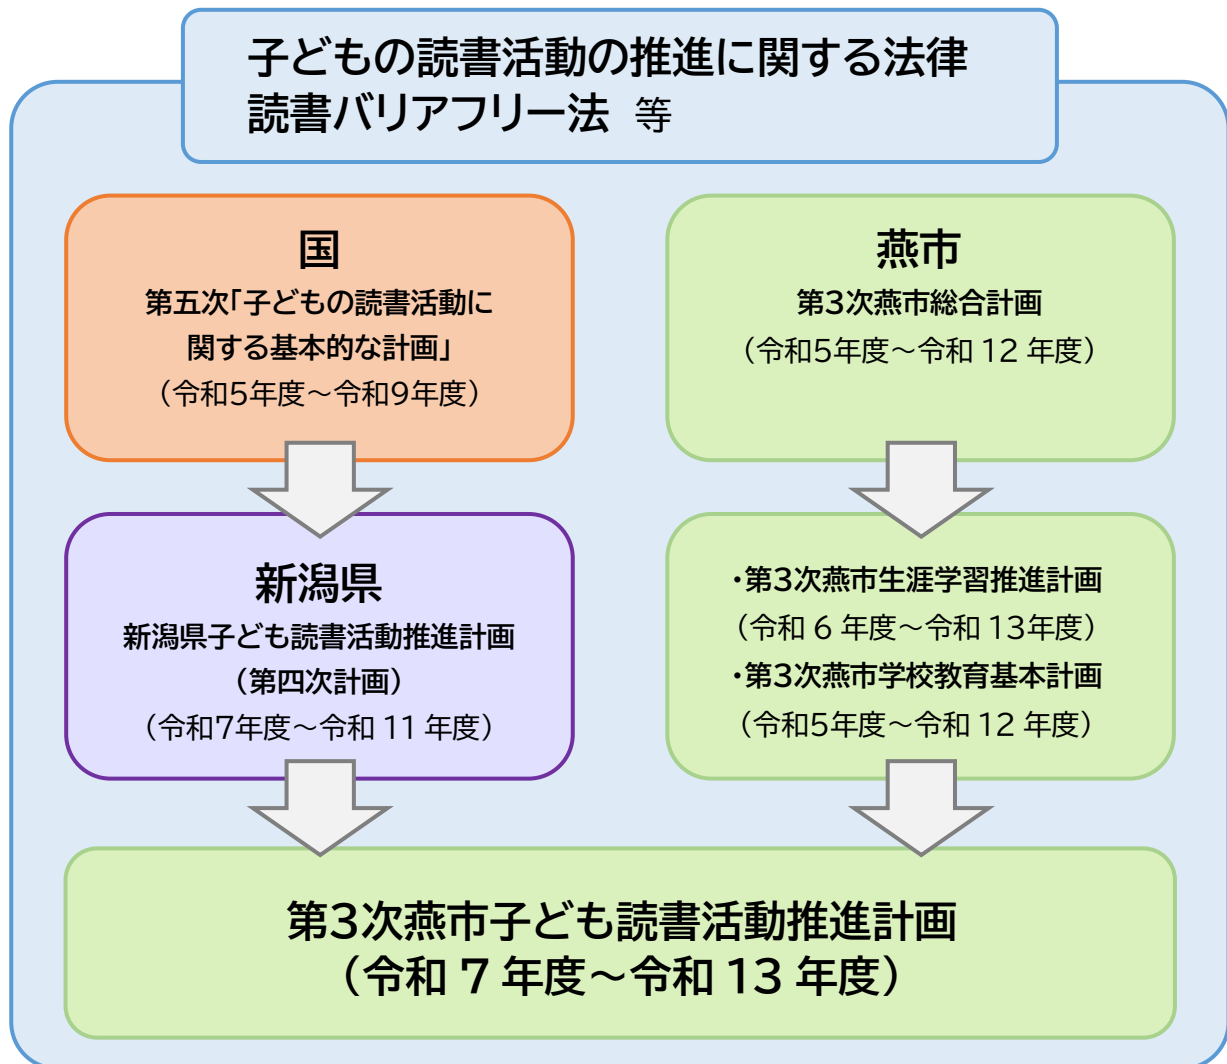 子どもの読書活動の推進に関する法律
読書バリアフリー法 等
国
第五次「子どもの読書活動に
関する基本的な計画」
（令和5年度～令和9年度）
新潟県
新潟県子ども読書活動推進計画
（第四次計画）
（令和7年度～令和 11 年度）
燕市
第3次燕市総合計画
（令和5年度～令和 12 年度）
・第3次燕市生涯学習推進計画
（令和 6 年度～令和 13年度）
・第3次燕市学校教育基本計画
（令和5年度～令和 12 年度）
第3次燕市子ども読書活動推進計画
（令和 7 年度～令和 13 年度）